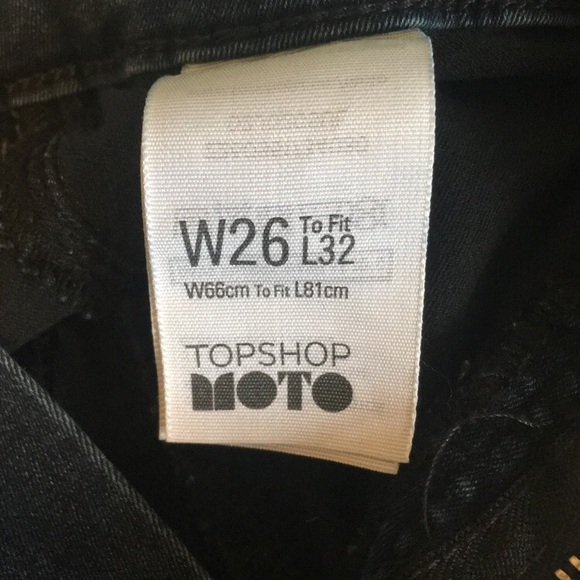 W26 To Fit L32
W66cm To Fit L81cm
TOPSHOP
MOTO